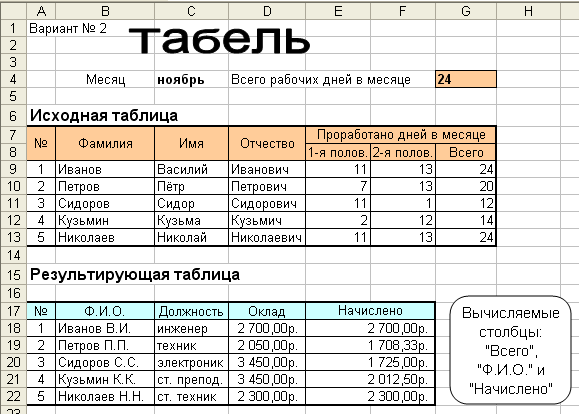 A B C D E F G H
1 Вариант № 2
Табель
2
3
4 Месяц ноябрь Всего рабочих дней в месяце 24
5
6 Исходная таблица
7 № Фамилия Имя Отчество Проработано дней в месяце
8 1-я полов. 2-я полов. Всего
9 1 Иванов Василий Иванович 11 13 24
10 2 Петров Пётр Петрович 7 13 20
11 3 Сидоров Сидор Сидорович 11 1 12
12 4 Кузьмин Кузьма Кузьмич 2 12 14
13 5 Николаев Николай Николаевич 11 13 24
14
15 Результирующая таблица
16
17 № Ф.И.О. Должность Оклад Начислено
18 1 Иванов В.И. инженер 2 700,00р. 2 700,00р.
19 2 Петров П.П. техник 2 050,00р. 1 708,33р.
20 3 Сидоров С.С. электроник 3 450,00р. 1 725,00р.
21 4 Кузьмин К.К. ст. препод. 3 450,00р. 2 012,50р.
22 5 Николаев Н.Н. ст. техник 2 300,00р. 2 300,00р.
Вычисляемые
столбцы:
"Всего",
"Ф.И.О." и
"Начислено"